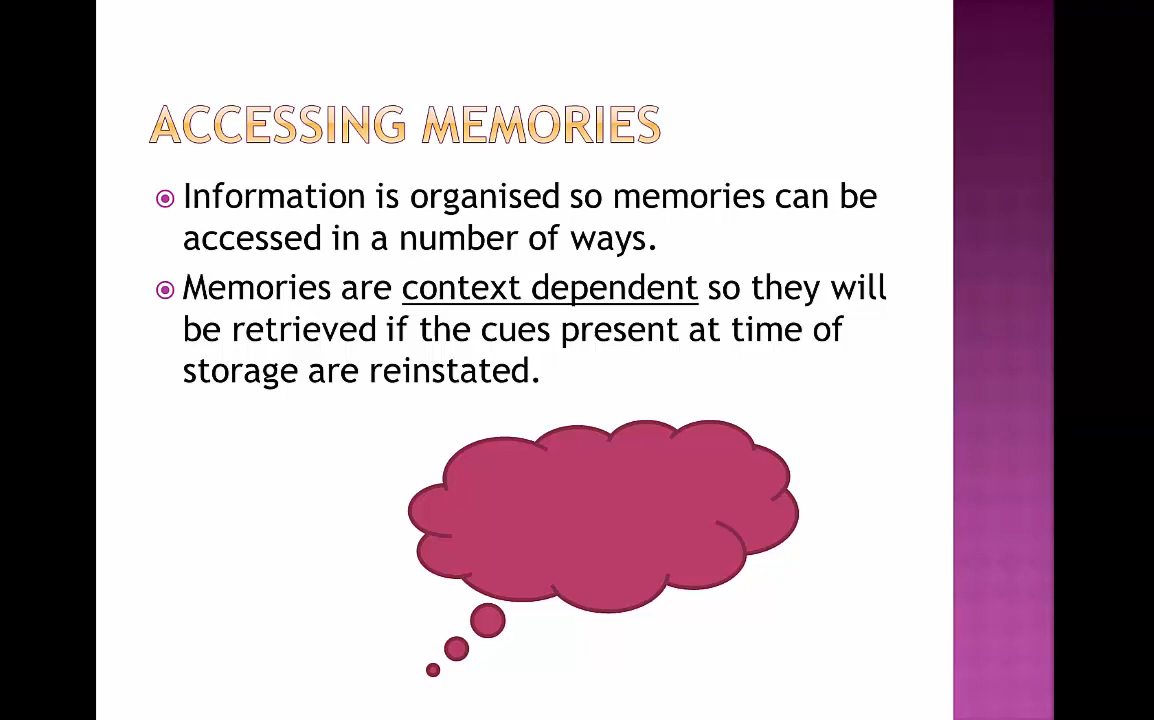 ACCESSING MEMORIES
Information is organised so memories can be
accessed in a number of ways.
Memories are context dependent so they will
be retrieved if the cues present at time of
storage are reinstated.